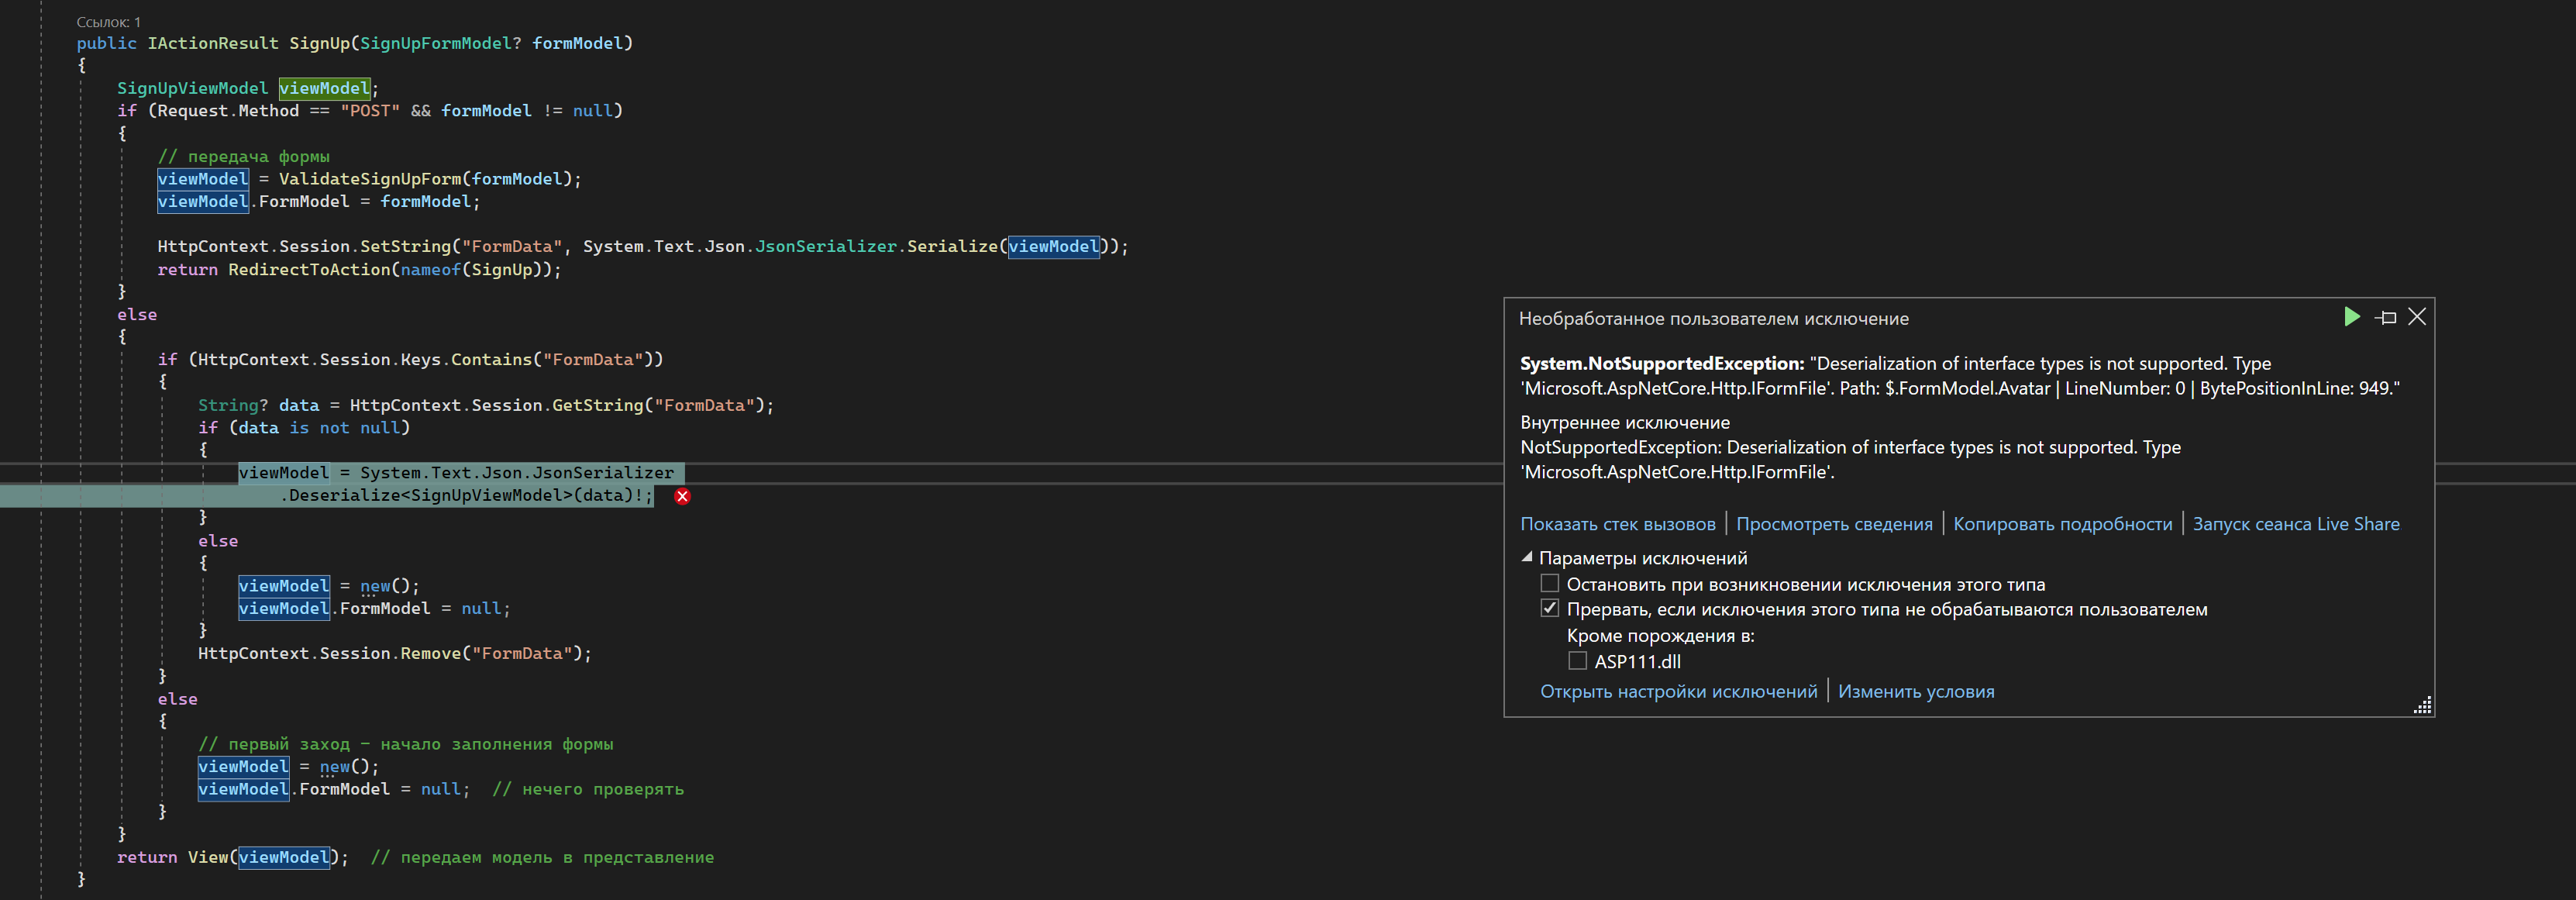 Ссылок: 1
public IActionResult SignUp(SignUpFormModel? formModel)
{
SignUpViewModel viewModel;
if (Request.Method == "POST" && formModel != null)
{
// передача формы
viewModel = ValidateSignUpForm(formModel);
viewModel.FormModel = formModel;
HttpContext.Session.SetString("FormData", System.Text.Json.JsonSerializer.Serialize(viewModel));
return RedirectToAction(nameof(SignUp));
}
else
{
if (HttpContext.Session.Keys.Contains("FormData"))
{
String? data = HttpContext.Session.GetString("FormData");
if (data is not null)
{
viewModel = System.Text.Json.JsonSerializer
.Deserialize<SignUpViewModel>(data)!;
}
else
{
viewModel = new();
viewModel.FormModel = null;
}
HttpContext.Session.Remove("FormData");
}
else
{
// первый заход - начало заполнения формы
viewModel = new();
viewModel.FormModel = null; // нечего проверять
}
}
return View(viewModel); // передаем модель в представление
}
Необработанное пользователем исключение
System.NotSupportedException: "Deserialization of interface types is not supported. Type
'Microsoft.AspNetCore.Http.IFormFile'. Path: $.FormModel.Avatar | LineNumber: 0 | BytePositionInLine: 949."
Внутреннее исключение
NotSupportedException: Deserialization of interface types is not supported. Type
'Microsoft.AspNetCore.Http.IFormFile'.
Показать стек вызовов | Просмотреть сведения | Копировать подробности | Запуск сеанса Live Share
Параметры исключений
Остановить при возникновении исключения этого типа
Прервать, если исключения этого типа не обрабатываются пользователем
Кроме порождения в:
ASP111.dll
Открыть настройки исключений | Изменить условия